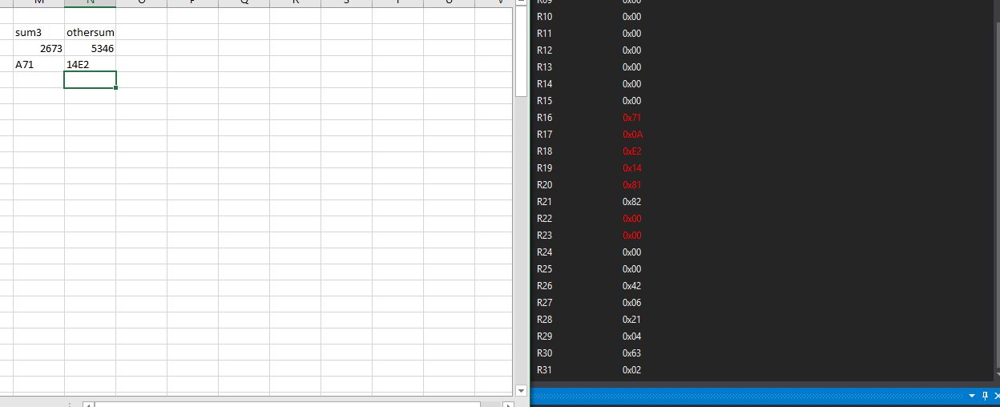 M N O P Q R S T U V
sum3 othersum
2673 5346
A71 14E2
R09 0x00
R10 0x00
R11 0x00
R12 0x00
R13 0x00
R14 0x00
R15 0x00
R16 0x71
R17 0x0A
R18 0xE2
R19 0x14
R20 0x81
R21 0x82
R22 0x00
R23 0x00
R24 0x00
R25 0x00
R26 0x42
R27 0x06
R28 0x21
R29 0x04
R30 0x63
R31 0x02